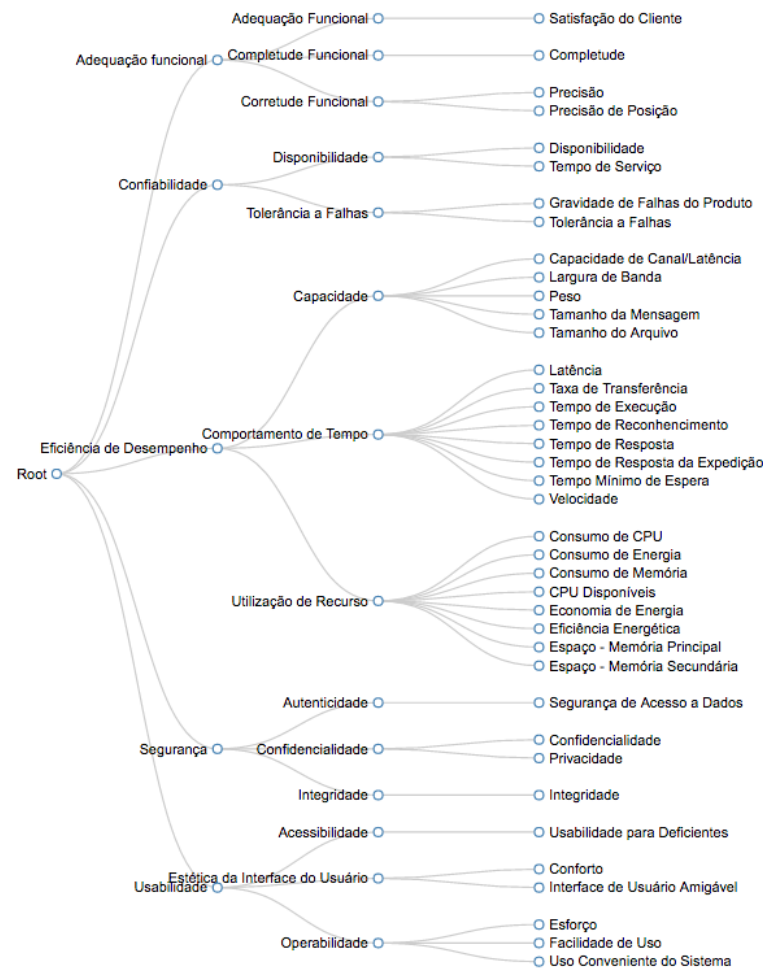 Root
Adequação funcional
Adequação Funcional
Satisfação do Cliente
Completude Funcional
Completude
Corretude Funcional
Precisão
Precisão de Posição
Confiabilidade
Disponibilidade
Disponibilidade
Tempo de Serviço
Tolerância a Falhas
Gravidade de Falhas do Produto
Tolerância a Falhas
Eficiência de Desempenho
Capacidade
Capacidade de Canal/Latência
Largura de Banda
Peso
Tamanho da Mensagem
Tamanho do Arquivo
Comportamento de Tempo
Latência
Taxa de Transferência
Tempo de Execução
Tempo de Reconhencimento
Tempo de Resposta
Tempo de Resposta da Expedição
Tempo Mínimo de Espera
Velocidade
Utilização de Recurso
Consumo de CPU
Consumo de Energia
Consumo de Memória
CPU Disponíveis
Economia de Energia
Eficiência Energética
Espaço - Memória Principal
Espaço - Memória Secundária
Segurança
Autenticidade
Segurança de Acesso a Dados
Confidencialidade
Confidencialidade
Privacidade
Integridade
Integridade
Usabilidade
Acessibilidade
Usabilidade para Deficientes
Estética da Interface do Usuário
Conforto
Interface de Usuário Amigável
Operabilidade
Esforço
Facilidade de Uso
Uso Conveniente do Sistema